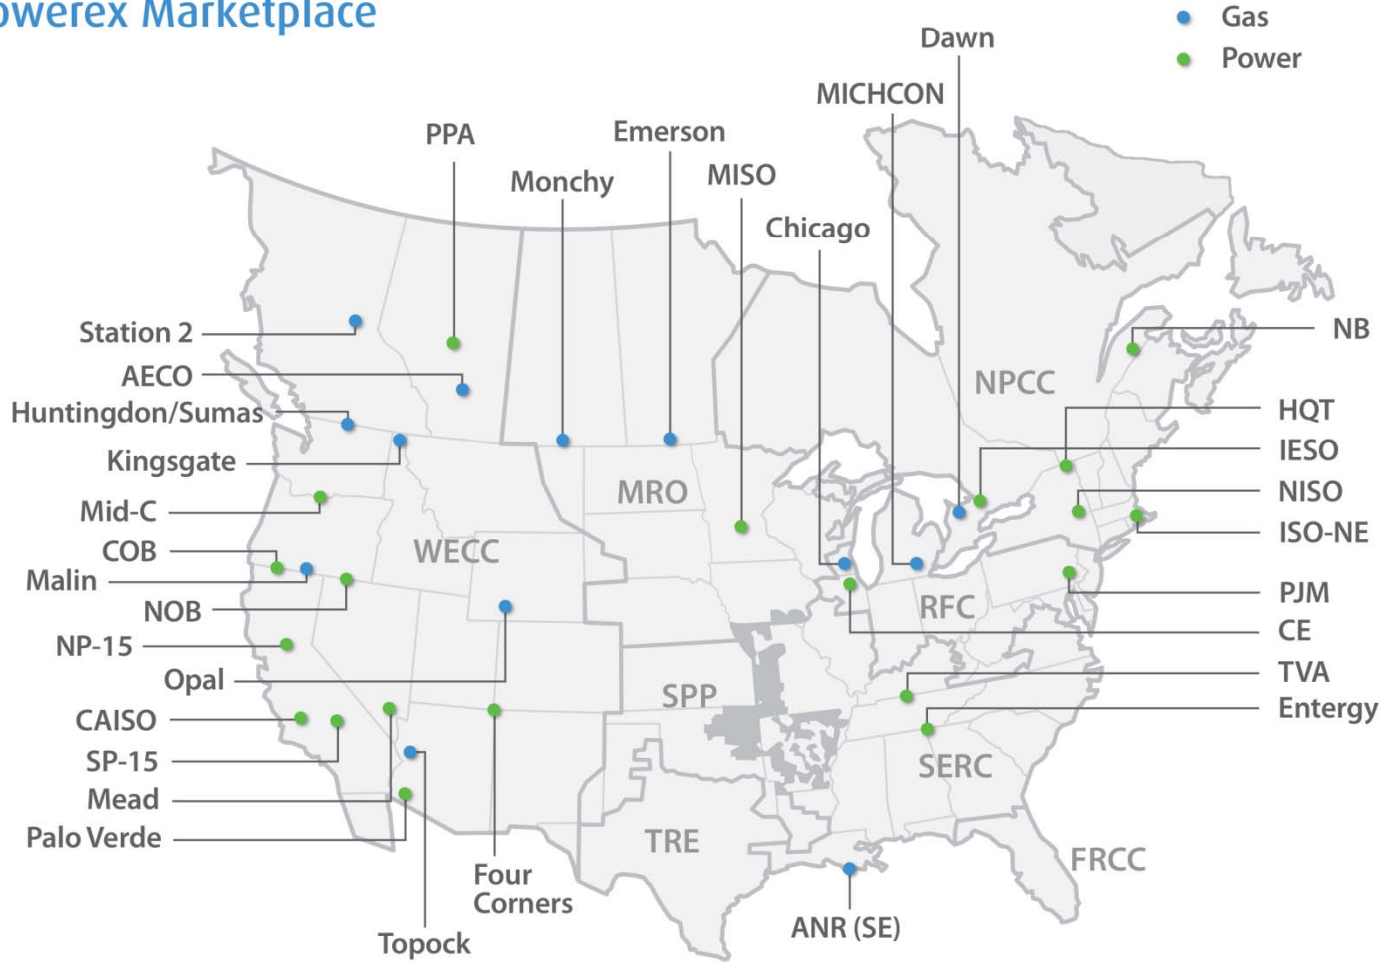 owerex Marketplace
Gas
Power
Dawn
MICHCON
Emerson
PPA
MISO
Monchy
Chicago
Station 2
NB
AECO
NPCC
Huntingdon/Sumas
HQT
Kingsgate
IESO
MRO
NISO
Mid-C
ISO-NE
COB
WECC
Malin
PJM
NOB
RFC
CE
NP-15
TVA
Opal
SPP
Entergy
CAISO
SP-15
SERC
Mead
Palo Verde
TRE
FRCC
Four
Corners
ANR (SE)
Topock